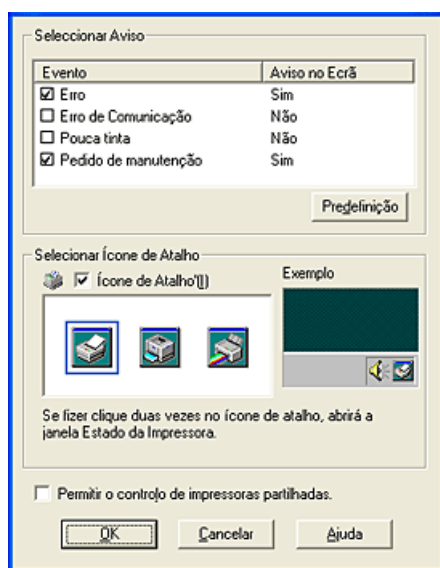 Seleccionar Aviso
Evento Aviso no Ecrã
Erro Sim
Erro de Comunicação Não
Pouca tinta Não
Pedido de manutenção Sim
Predefinição
Selecionar Ícone de Atalho
Ícone de Atalho'(J) Exemplo
Se fizer clique duas vezes no ícone de atalho, abrirá a
janela Estado da Impressora.
Permitir o controlo de impressoras partilhadas.
OK Cancelar Ajuda